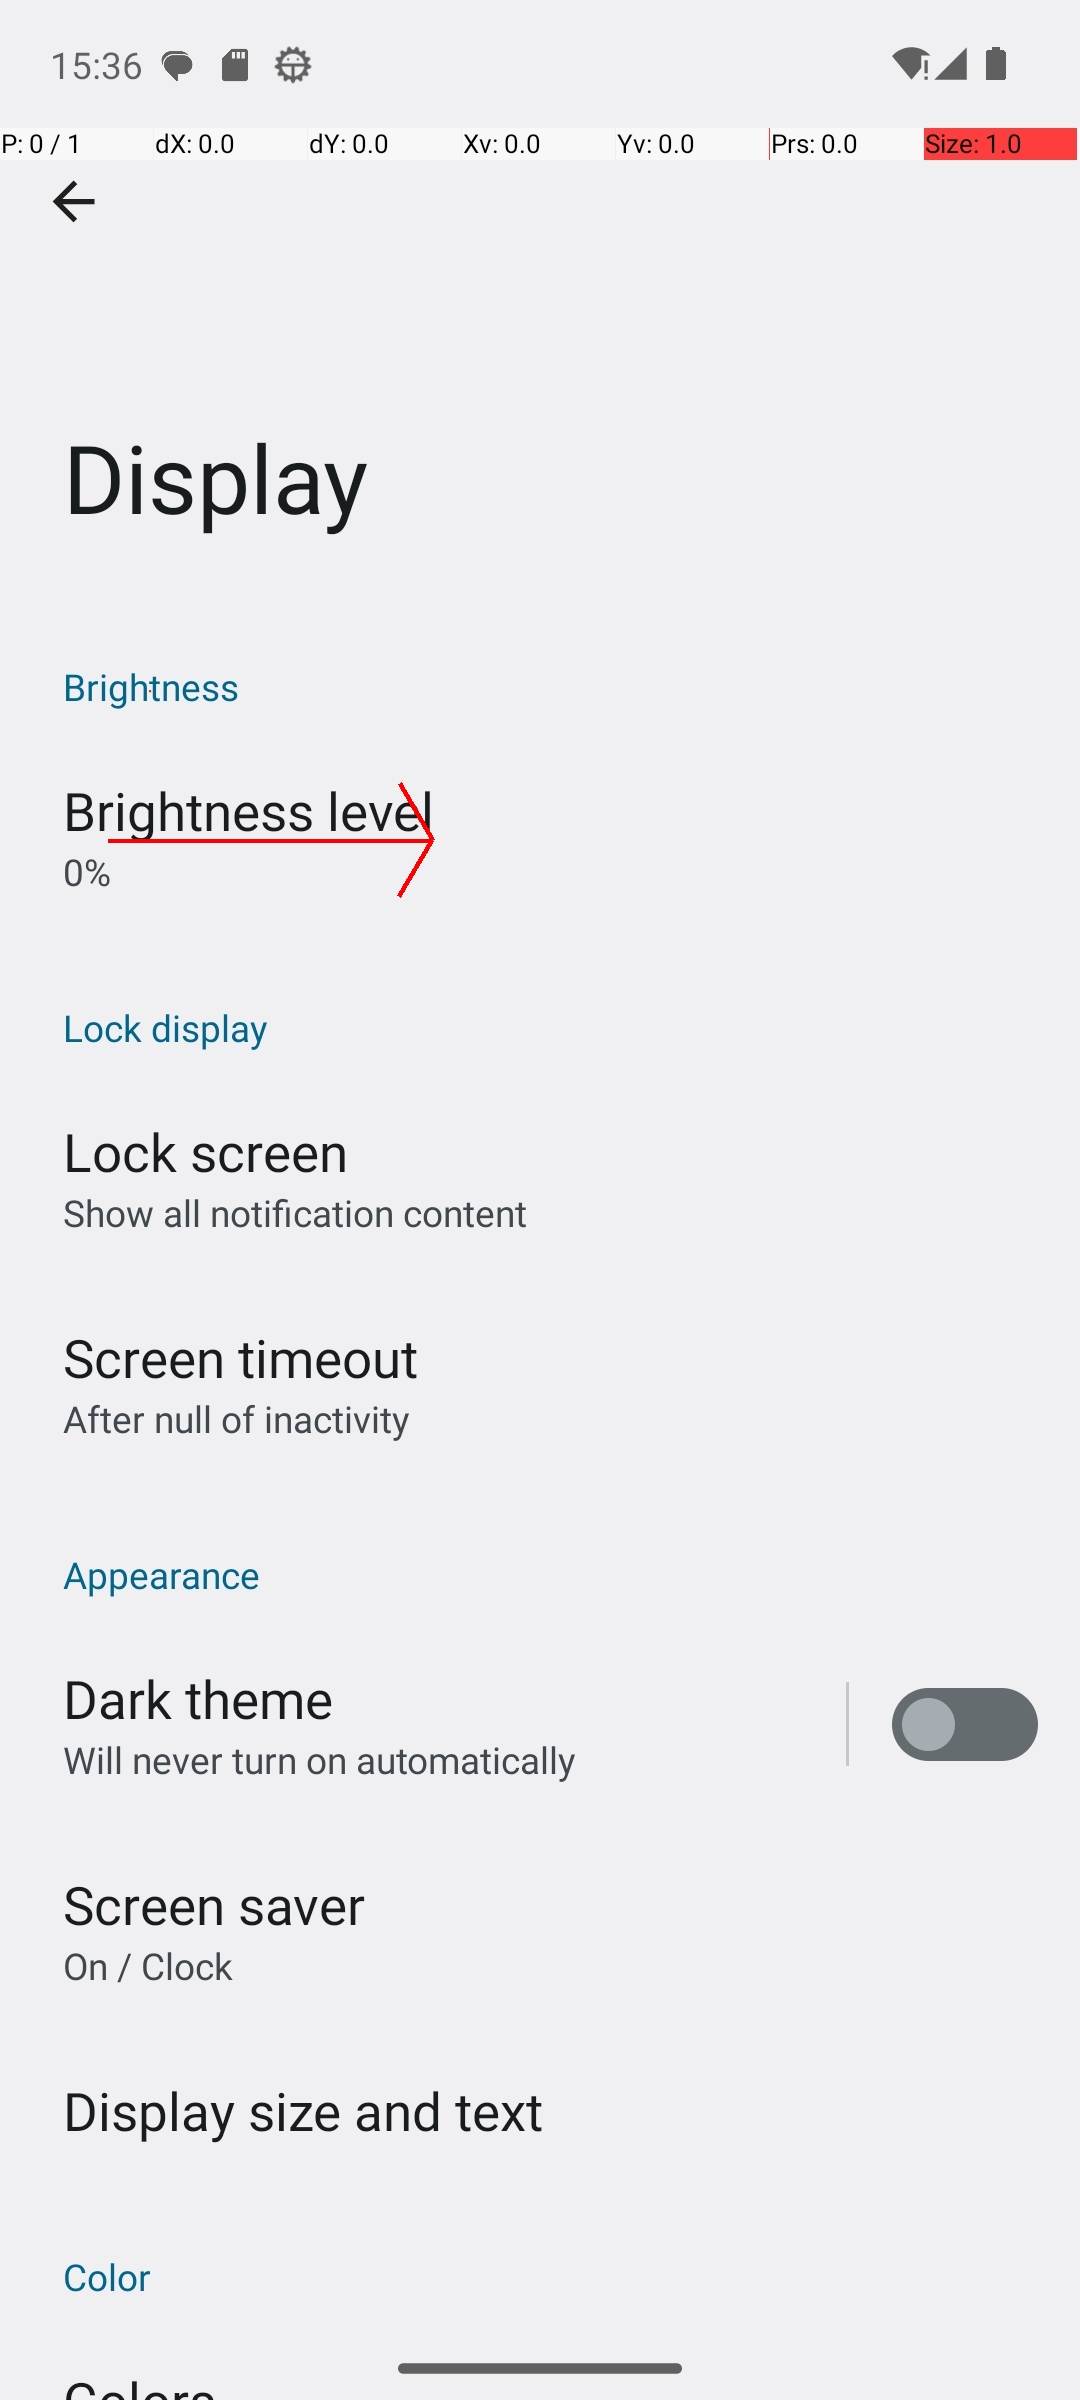 15:36
P: 0 / 1 dX: 0.0 dY: 0.0 Xv: 0.0 Yv: 0.0 Prs: 0.0 Size: 1.0
Display
Brightness
Brightness level
0%
Lock display
Lock screen
Show all notification content
Screen timeout
After null of inactivity
Appearance
Dark theme
Will never turn on automatically
Screen saver
On / Clock
Display size and text
Color
Colors